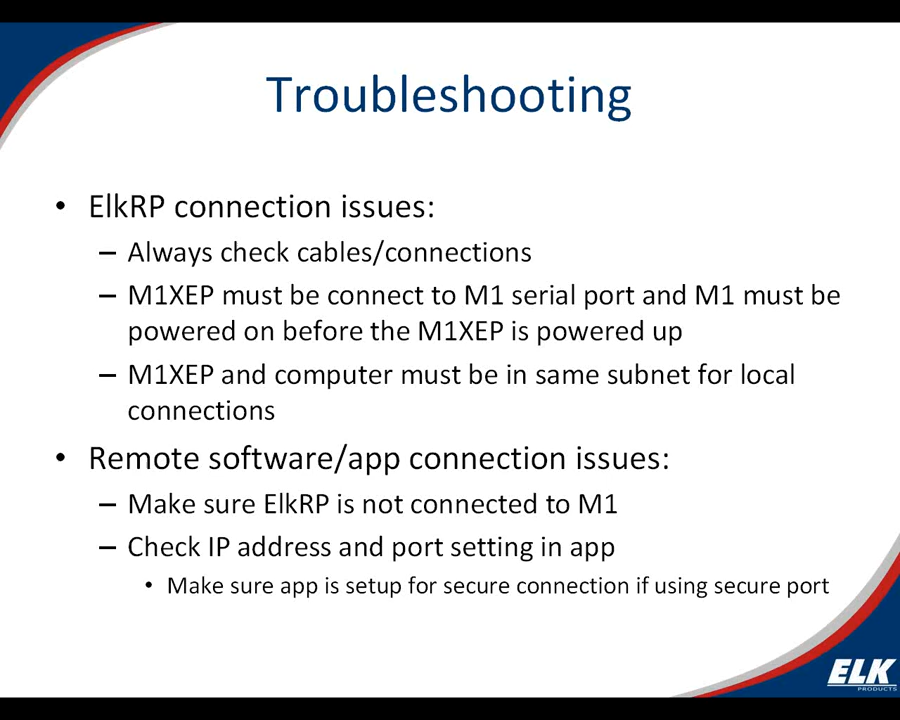 Troubleshooting
• ElkRP connection issues:
– Always check cables/connections
– M1XEP must be connect to M1 serial port and M1 must be
powered on before the M1XEP is powered up
– M1XEP and computer must be in same subnet for local
connections
• Remote software/app connection issues:
– Make sure ElkRP is not connected to M1
– Check IP address and port setting in app
• Make sure app is setup for secure connection if using secure port
ELK
PRODUCTS